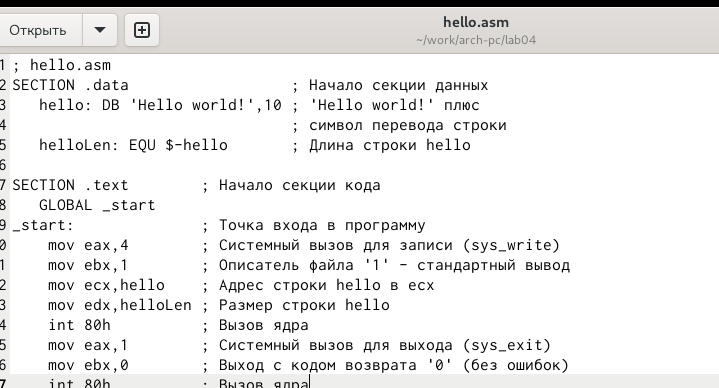 Открыть
hello.asm
~/work/arch-pc/lab04
1 ; hello.asm
2 SECTION .data ; Начало секции данных
3 hello: DB 'Hello world!',10 ; 'Hello world!' плюс
4 ; символ перевода строки
5 helloLen: EQU $-hello ; Длина строки hello
6
7 SECTION .text ; Начало секции кода
8 GLOBAL _start
9 _start: ; Точка входа в программу
0 mov eax,4 ; Системный вызов для записи (sys_write)
1 mov ebx,1 ; Описатель файла '1' - стандартный вывод
2 mov ecx,hello ; Адрес строки hello в ecx
3 mov edx,helloLen ; Размер строки hello
4 int 80h ; Вызов ядра
5 mov eax,1 ; Системный вызов для выхода (sys_exit)
6 mov ebx,0 ; Выход с кодом возврата '0' (без ошибок)
7 int 80h ; Вызов ядра